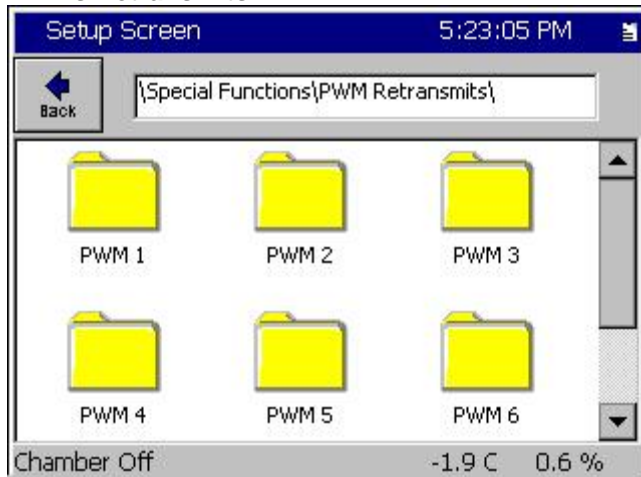 Setup Screen 5:23:05 PM
Back
\Special Functions\PWM Retransmits\
PWM 1 PWM 2 PWM 3
PWM 4 PWM 5 PWM 6
Chamber Off -1.9 C 0.6 %